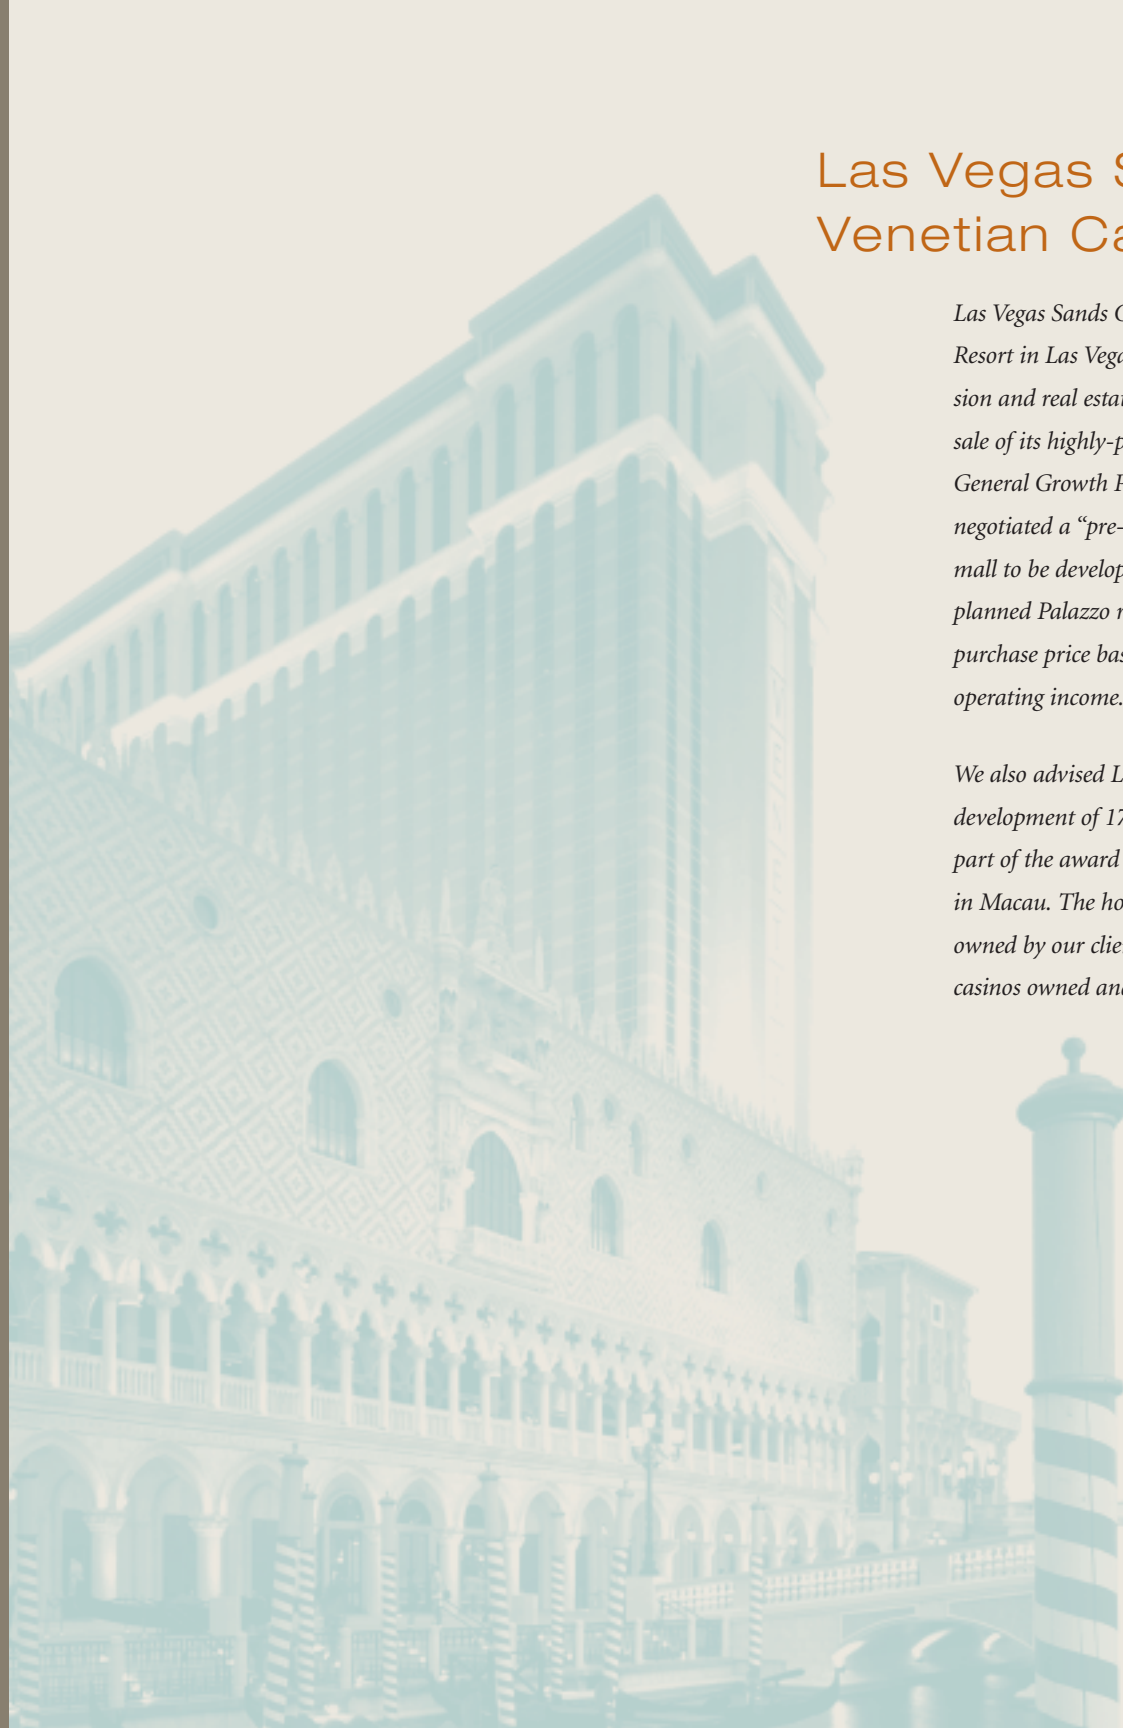 Las Vegas S
Venetian Ca
Las Vegas Sands C
Resort in Las Vega
sion and real estat
sale of its highly-p
General Growth P
negotiated a “pre-
mall to be develop
planned Palazzo r
purchase price bas
operating income.
We also advised L
development of 17
part of the award
in Macau. The ho
owned by our clie
casinos owned and